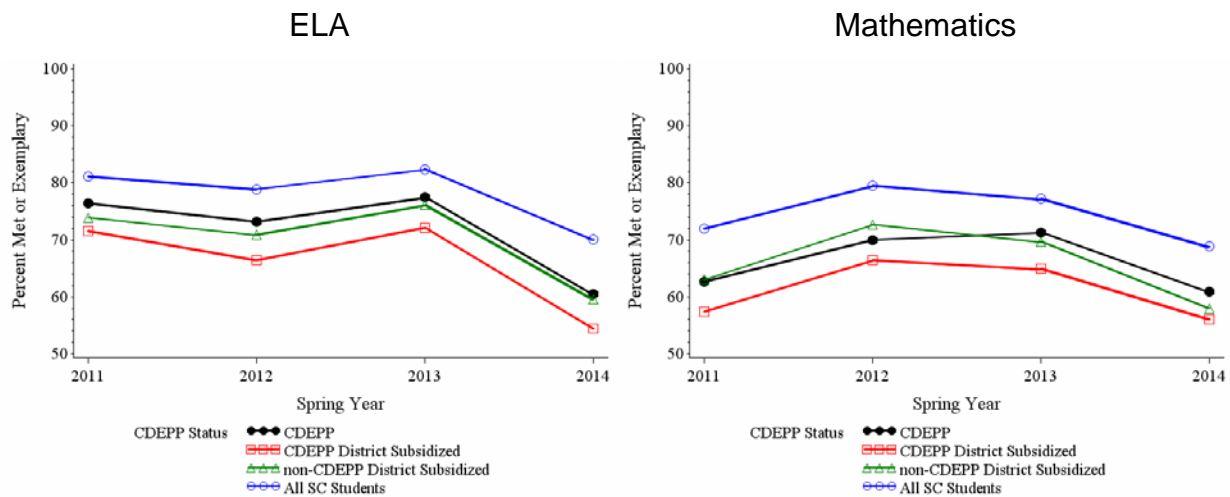 ELA
Mathematics
Percent Met or Exemplary
100
90
80
70
60
50
2011
2012
2013
2014
Spring Year
CDEPP Status
CDEPP
CDEPP District Subsidized
non-CDEPP District Subsidized
All SC Students
Percent Met or Exemplary
100
90
80
70
60
50
2011
2012
2013
2014
Spring Year
CDEPP Status
CDEPP
CDEPP District Subsidized
non-CDEPP District Subsidized
All SC Students